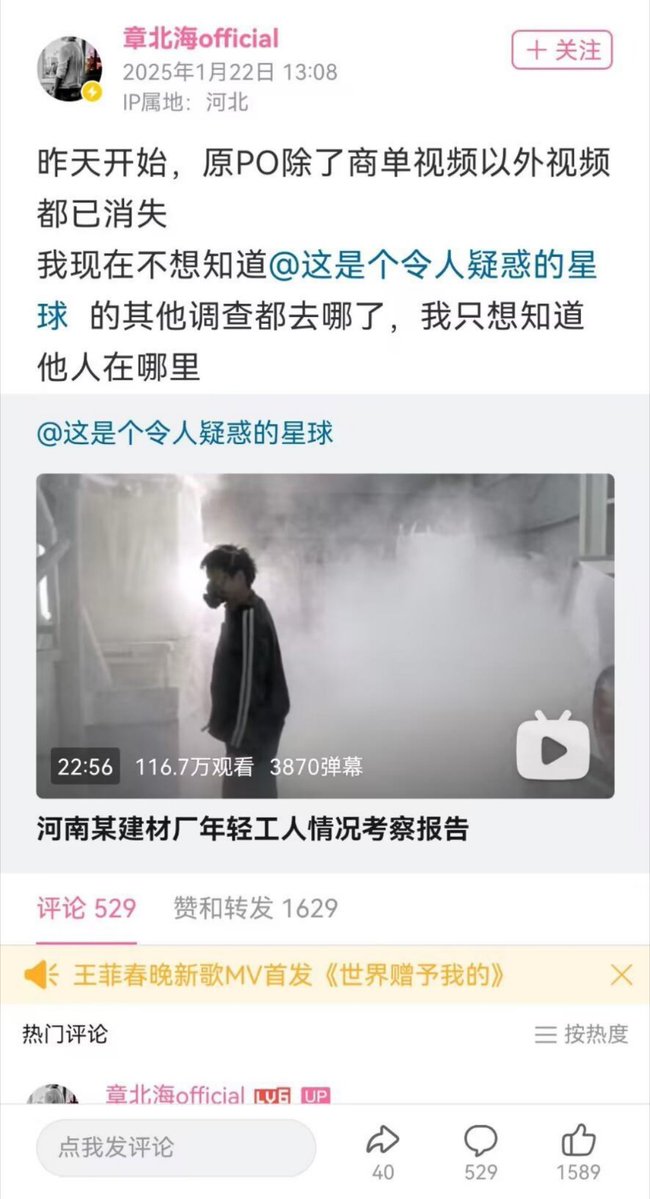 章北海official
+ 关注
2025年1月22日 13:08
IP属地：河北
昨天开始，原PO除了商单视频以外视频
都已消失
我现在不想知道@这是个令人疑惑的星
球 的其他调查都去哪了，我只想知道
他人在哪里
@这是个令人疑惑的星球
22:56 116.7万观看 3870弹幕
河南某建材厂年轻工人情况考察报告
评论 529 赞和转发 1629
王菲春晚新歌MV首发《世界赠予我的》
热门评论 按热度
章北海official LV6 UP
点我发评论
40 529 1589